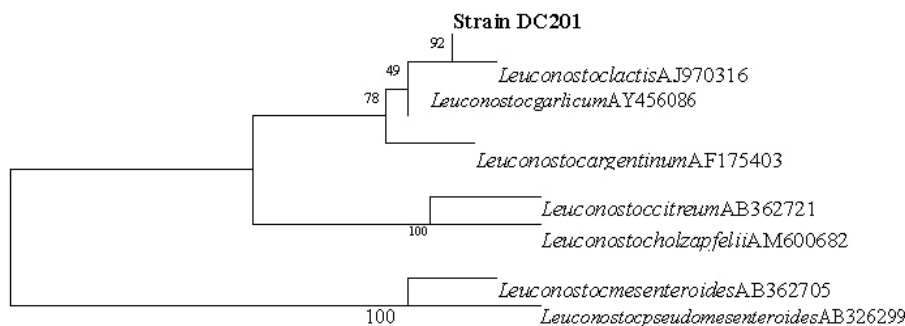 Strain DC201
92
LeuconostoclactisAJ970316
49
LeuconostocgarlicumAY456086
78
LeuconostocargentinumAF175403
LeuconostoccitreumAB362721
100
LeuconostocholzapfeliiAM600682
LeuconostocmesenteroidesAB362705
100
LeuconostocpseudomesenteroidesAB326299